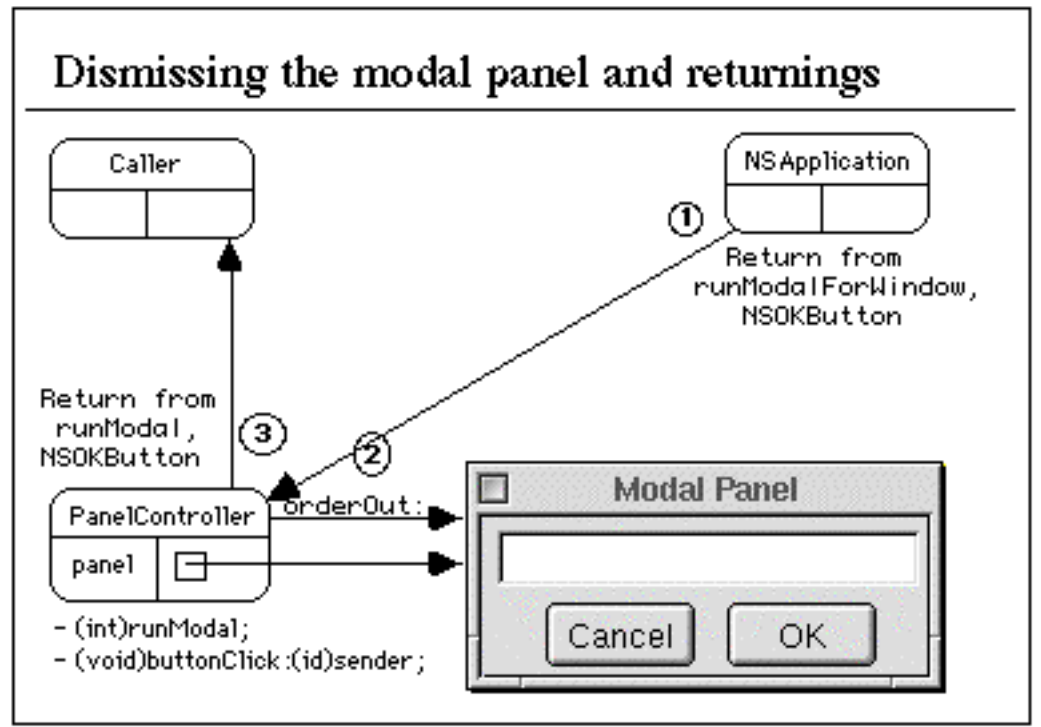 Dismissing the modal panel and returnings
Caller
NSApplication
1
Return from
runModalForWindow,
NSOKButton
Return from
runModal,
NSOKButton
3
2
orderOut:
PanelController
panel
- (int)runModal;
- (void)buttonClick:(id)sender;
Modal Panel
Cancel
OK